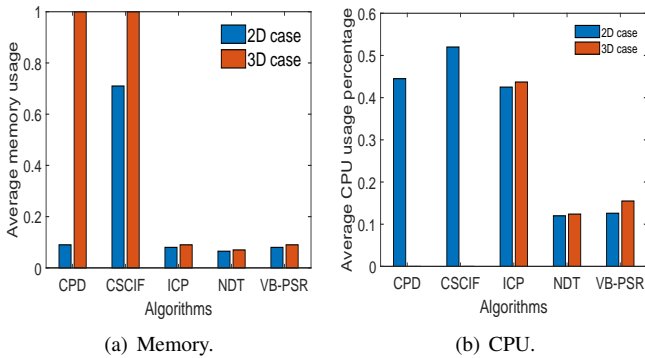 Average memory usage
1
0.8
0.6
0.4
0.2
0
2D case
3D case
CPD CSCIF ICP NDT VB-PSR
Algorithms
(a) Memory.
Average CPU usage percentage
0.6
0.5
0.4
0.3
0.2
0.1
0
2D case
3D case
CPD CSCIF ICP NDT VB-PSR
Algorithms
(b) CPU.